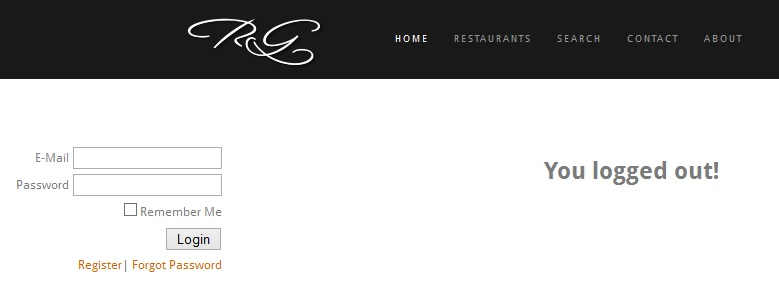 RG
HOME RESTAURANTS SEARCH CONTACT ABOUT
E-Mail
You logged out!
Password
Remember Me
Login
Register| Forgot Password